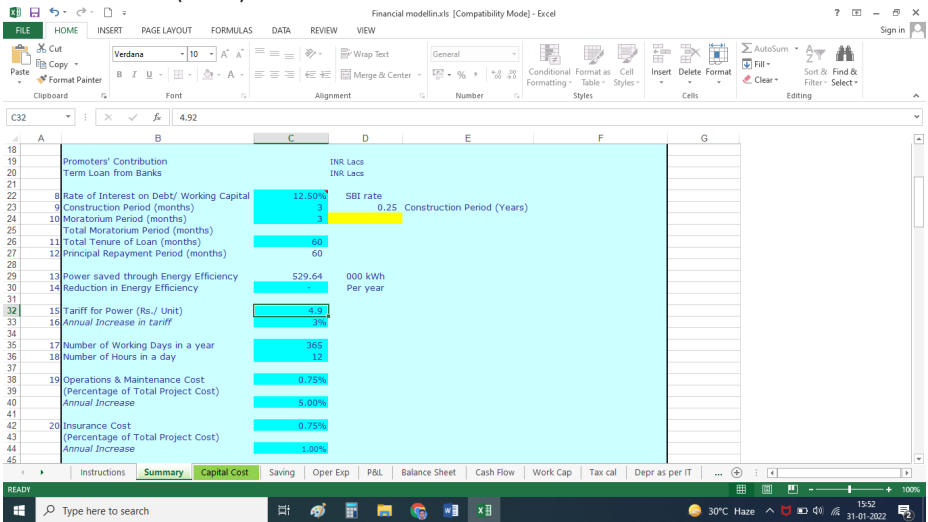 Financial modellin.xls [Compatibility Mode] - Excel
FILE HOME INSERT PAGE LAYOUT FORMULAS DATA REVIEW VIEW Sign in
Paste Cut Copy Format Painter
Clipboard
Verdana 10
B I U
Font
Wrap Text
Merge & Center
Alignment
General
% ,
Number
Conditional Formatting Format as Table Cell Styles
Styles
Insert Delete Format
Cells
AutoSum Fill Clear Sort & Filter Find & Select
Editing
C32 fx 4.92
A B C D E F G
18
19 Promoters' Contribution INR Lacs
20 Term Loan from Banks INR Lacs
21
22 8 Rate of Interest on Debt/ Working Capital 12.50% SBI rate
23 9 Construction Period (months) 3 0.25 Construction Period (Years)
24 10 Moratorium Period (months) 3
25 Total Moratorium Period (months)
26 11 Total Tenure of Loan (months) 60
27 12 Principal Repayment Period (months) 60
28
29 13 Power saved through Energy Efficiency 529.64 000 kWh
30 14 Reduction in Energy Efficiency - Per year
31
32 15 Tariff for Power (Rs./ Unit) 4.9
33 16 Annual Increase in tariff 3%
34
35 17 Number of Working Days in a year 365
36 18 Number of Hours in a day 12
37
38 19 Operations & Maintenance Cost 0.75%
39 (Percentage of Total Project Cost)
40 Annual Increase 5.00%
41
42 20 Insurance Cost 0.75%
43 (Percentage of Total Project Cost)
44 Annual Increase 1.00%
45
Instructions Summary Capital Cost Saving Oper Exp P&L Balance Sheet Cash Flow Work Cap Tax cal Depr as per IT ...
READY 100%
Type here to search 30°C Haze 15:52
31-01-2022 2